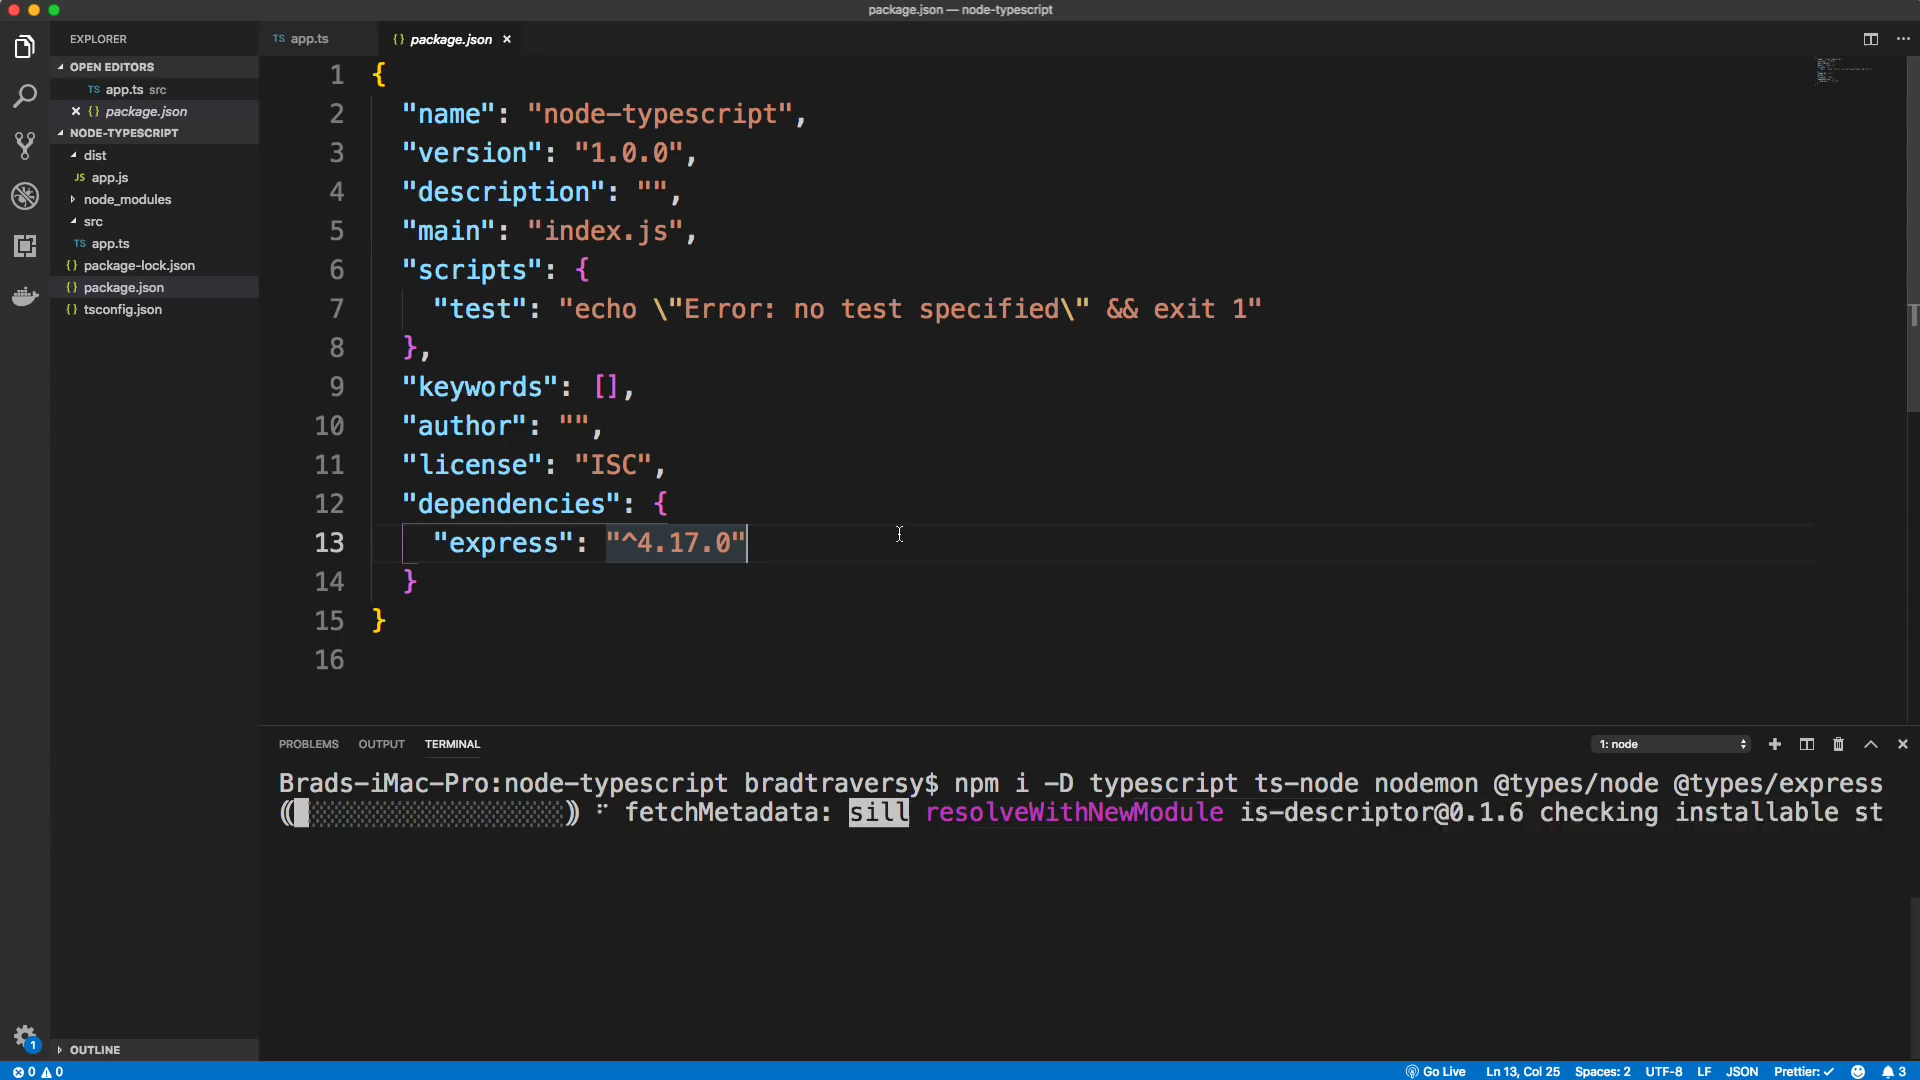 package.json — node-typescript
EXPLORER
TS app.ts
{} package.json ×
OPEN EDITORS
TS app.ts src
× {} package.json
NODE-TYPESCRIPT
dist
JS app.js
node_modules
src
TS app.ts
{} package-lock.json
{} package.json
{} tsconfig.json
OUTLINE
1 {
2 "name": "node-typescript",
3 "version": "1.0.0",
4 "description": "",
5 "main": "index.js",
6 "scripts": {
7 "test": "echo \"Error: no test specified\" && exit 1"
8 },
9 "keywords": [],
10 "author": "",
11 "license": "ISC",
12 "dependencies": {
13 "express": "^4.17.0"
14 }
15 }
16
PROBLEMS OUTPUT TERMINAL
1: node
Brads-iMac-Pro:node-typescript bradtraversy$ npm i -D typescript ts-node nodemon @types/node @types/express
fetchMetadata: sill resolveWithNewModule is-descriptor@0.1.6 checking installable st
1
0 0
Go Live Ln 13, Col 25 Spaces: 2 UTF-8 LF JSON Prettier: ✓ 3